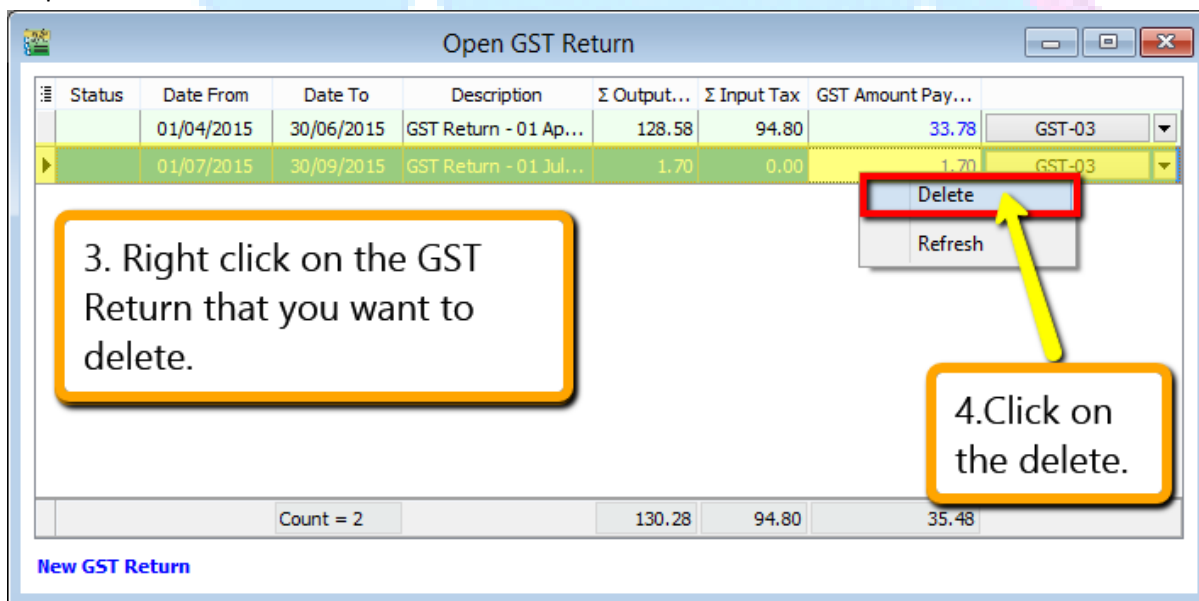 Open GST Return
Status Date From Date To Description Σ Output... Σ Input Tax GST Amount Pay...
01/04/2015 30/06/2015 GST Return - 01 Ap... 128.58 94.80 33.78 GST-03
01/07/2015 30/09/2015 GST Return - 01 Jul... 1.70 0.00 1.70 GST-03
Delete
Refresh
3. Right click on the GST
Return that you want to
delete.
4.Click on
the delete.
Count = 2 130.28 94.80 35.48
New GST Return